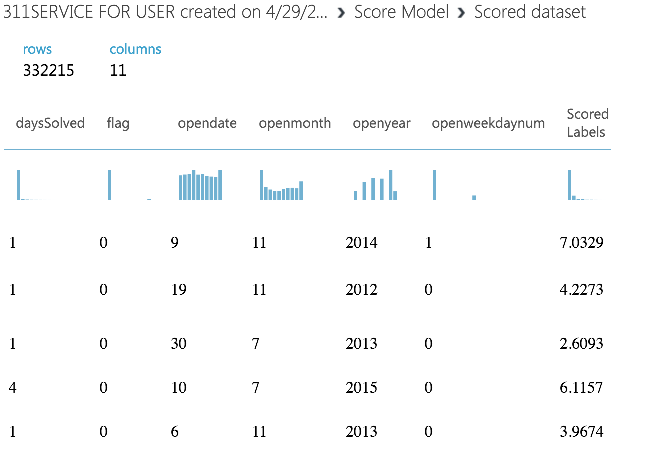 311SERVICE FOR USER created on 4/29/2... ❯ Score Model ❯ Scored dataset
rows columns
332215 11
daysSolved flag opendate openmonth openyear openweekdaynum Scored Labels
1 0 9 11 2014 1 7.0329
1 0 19 11 2012 0 4.2273
1 0 30 7 2013 0 2.6093
4 0 10 7 2015 0 6.1157
1 0 6 11 2013 0 3.9674